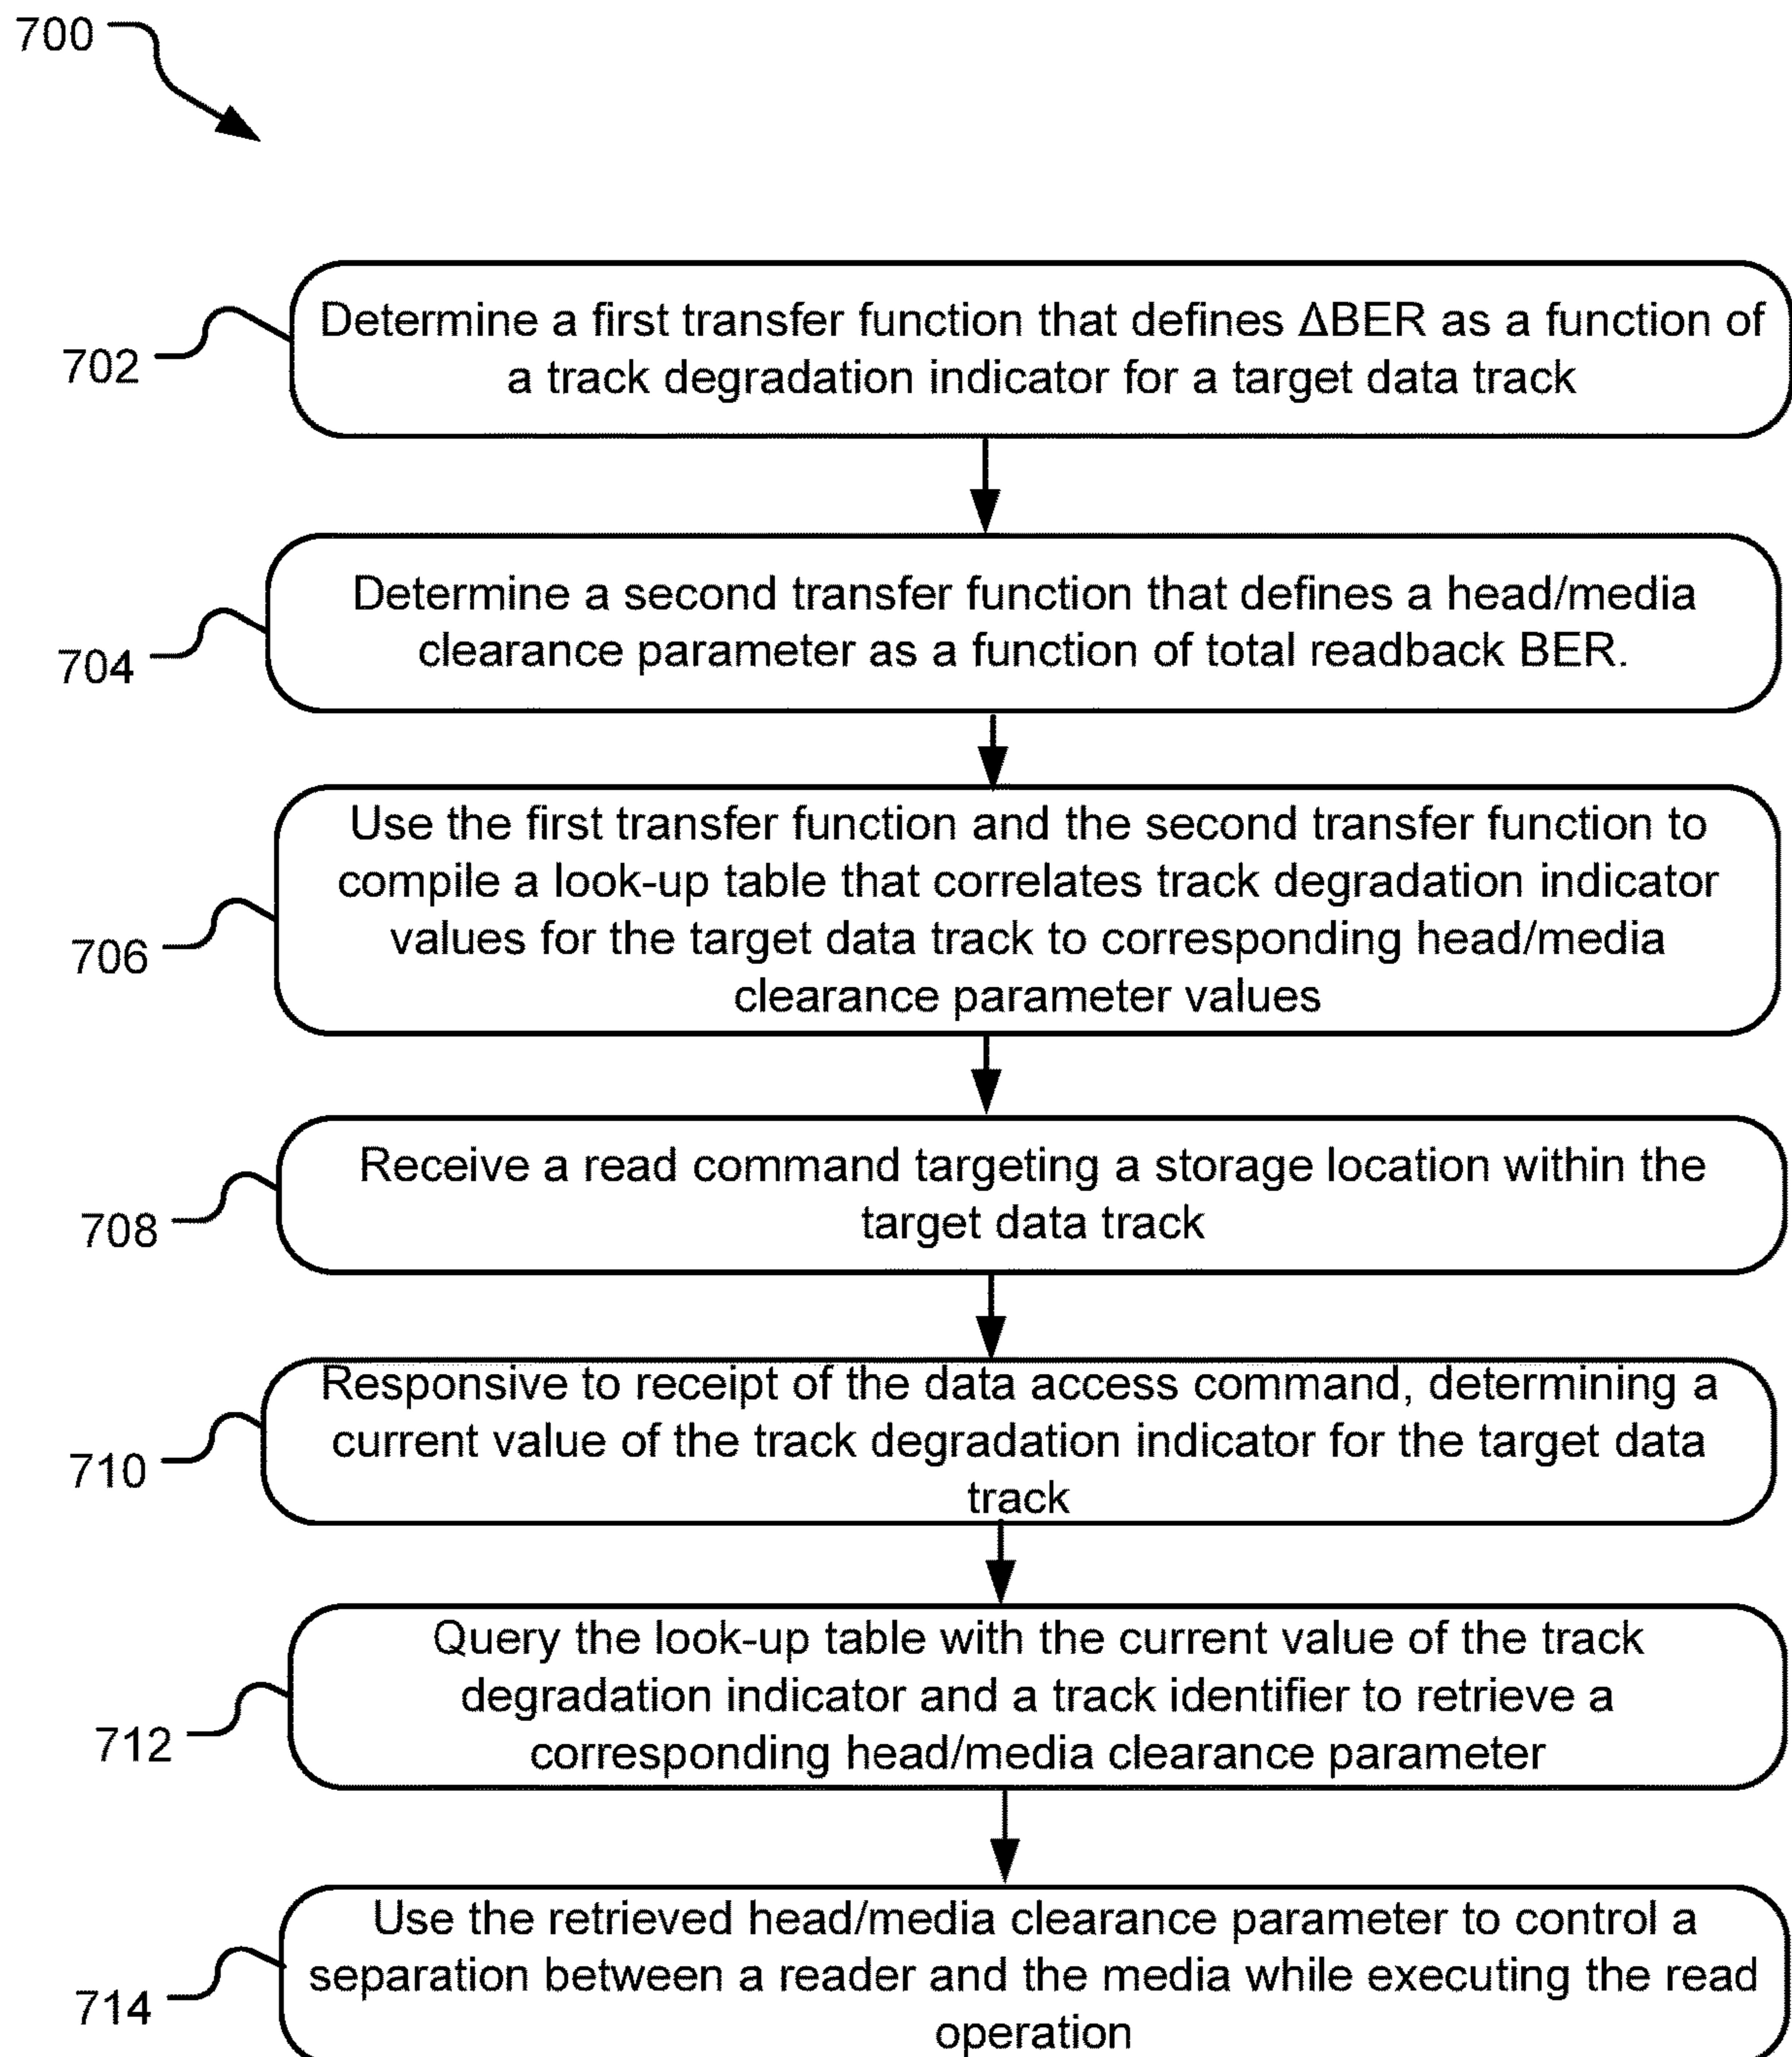 700
702
Determine a first transfer function that defines ΔBER as a function of
a track degradation indicator for a target data track
704
Determine a second transfer function that defines a head/media
clearance parameter as a function of total readback BER.
706
Use the first transfer function and the second transfer function to
compile a look-up table that correlates track degradation indicator
values for the target data track to corresponding head/media
clearance parameter values
708
Receive a read command targeting a storage location within the
target data track
710
Responsive to receipt of the data access command, determining a
current value of the track degradation indicator for the target data
track
712
Query the look-up table with the current value of the track
degradation indicator and a track identifier to retrieve a
corresponding head/media clearance parameter
714
Use the retrieved head/media clearance parameter to control a
separation between a reader and the media while executing the read
operation